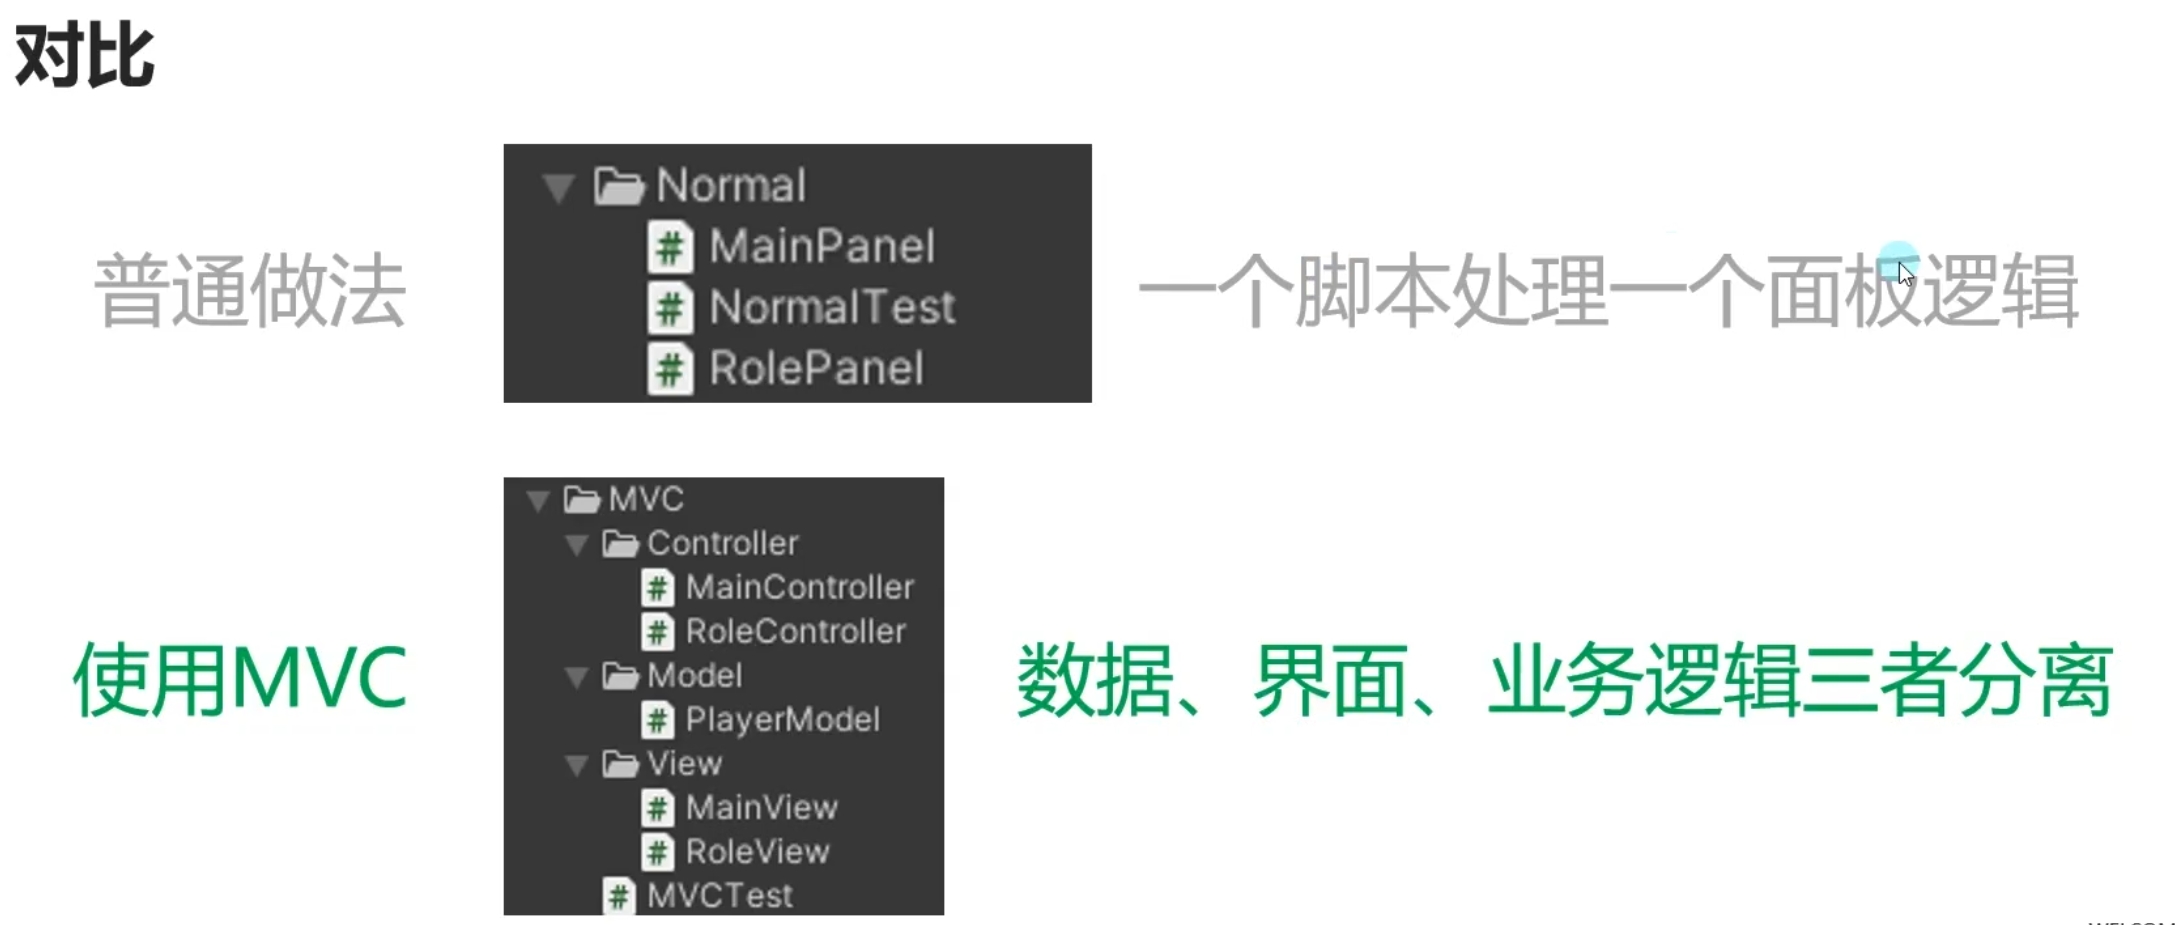 对比
普通做法
Normal
MainPanel
NormalTest
RolePanel
一个脚本处理一个面板逻辑
使用MVC
MVC
Controller
MainController
RoleController
Model
PlayerModel
View
MainView
RoleView
MVCTest
数据、界面、业务逻辑三者分离